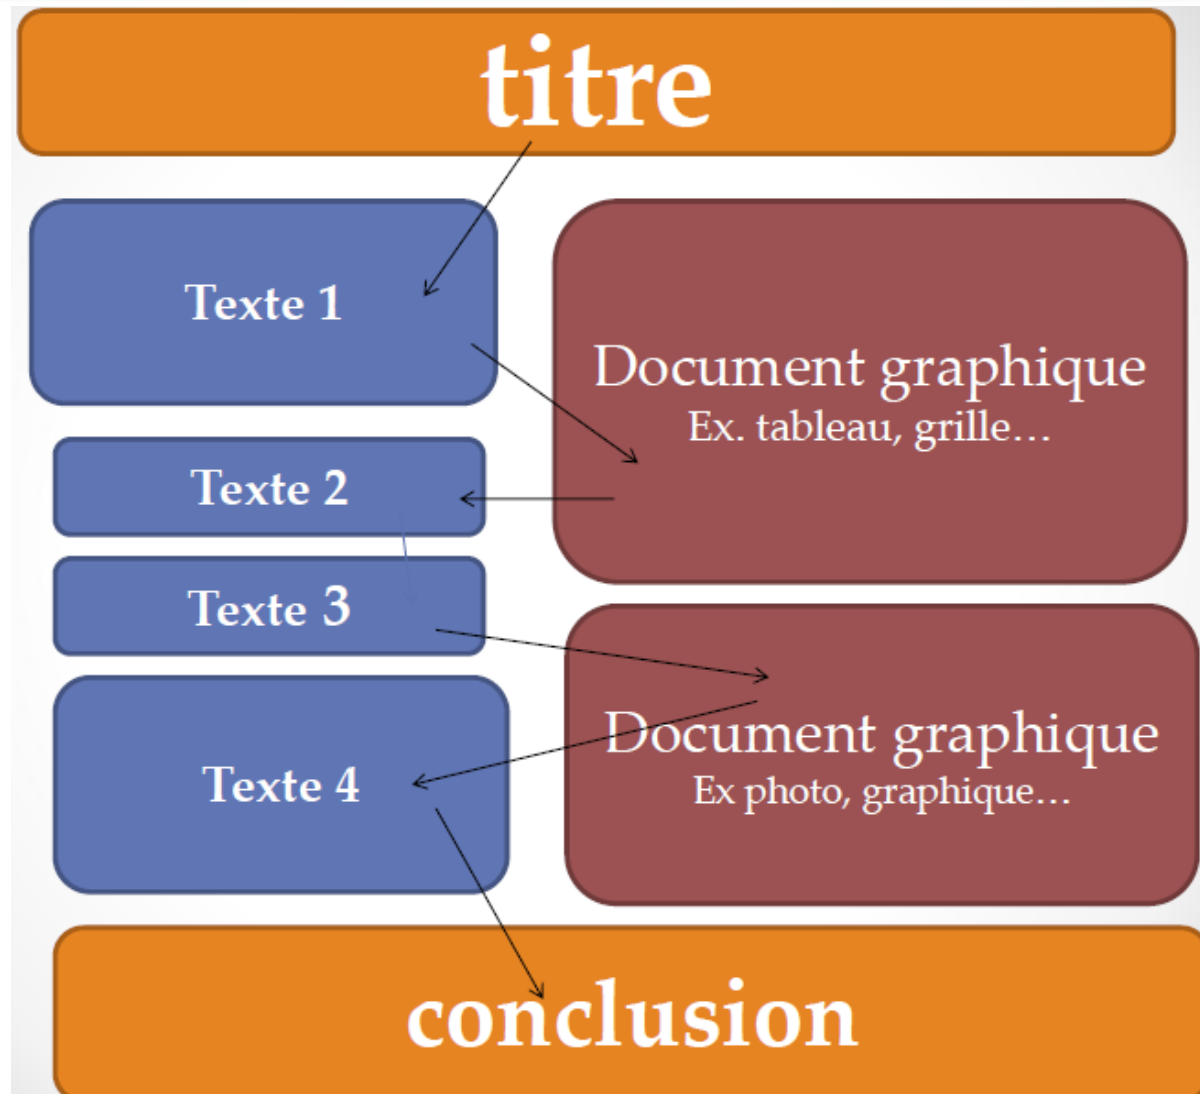 titre
Texte 1
Document graphique
Ex. tableau, grille…
Texte 2
Texte 3
Document graphique
Ex photo, graphique…
Texte 4
conclusion